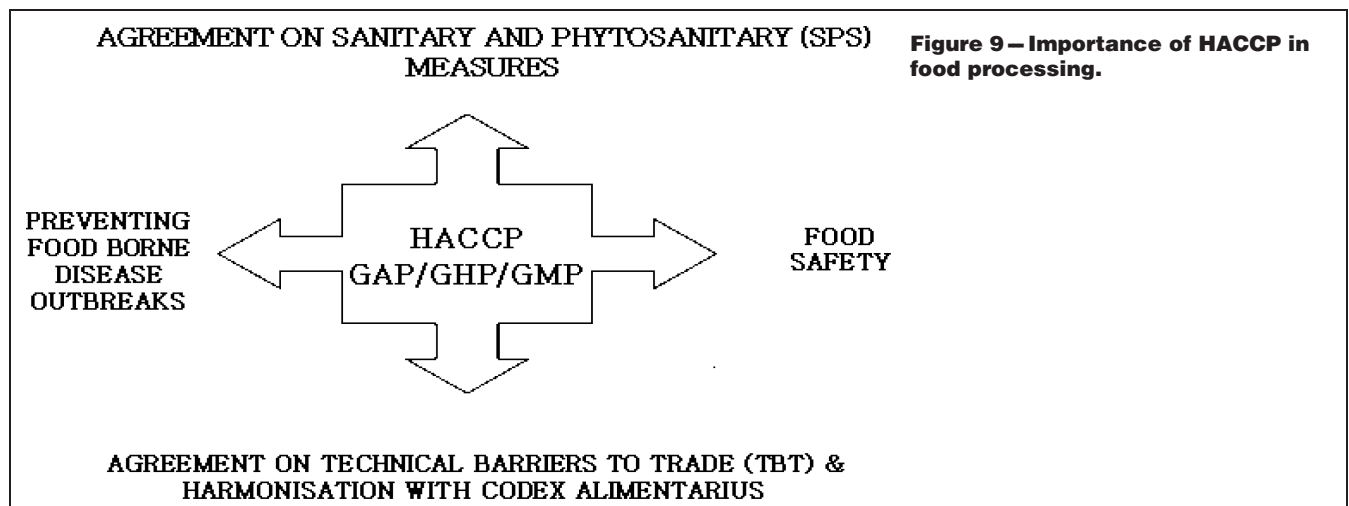 AGREEMENT ON SANITARY AND PHYTOSANITARY (SPS)
MEASURES
Figure 9—Importance of HACCP in
food processing.
PREVENTING
FOOD BORNE
DISEASE
OUTBREAKS
HACCP
GAP/GHP/GMP
FOOD
SAFETY
AGREEMENT ON TECHNICAL BARRIERS TO TRADE (TBT) &
HARMONISATION WITH CODEX ALIMENTARIUS